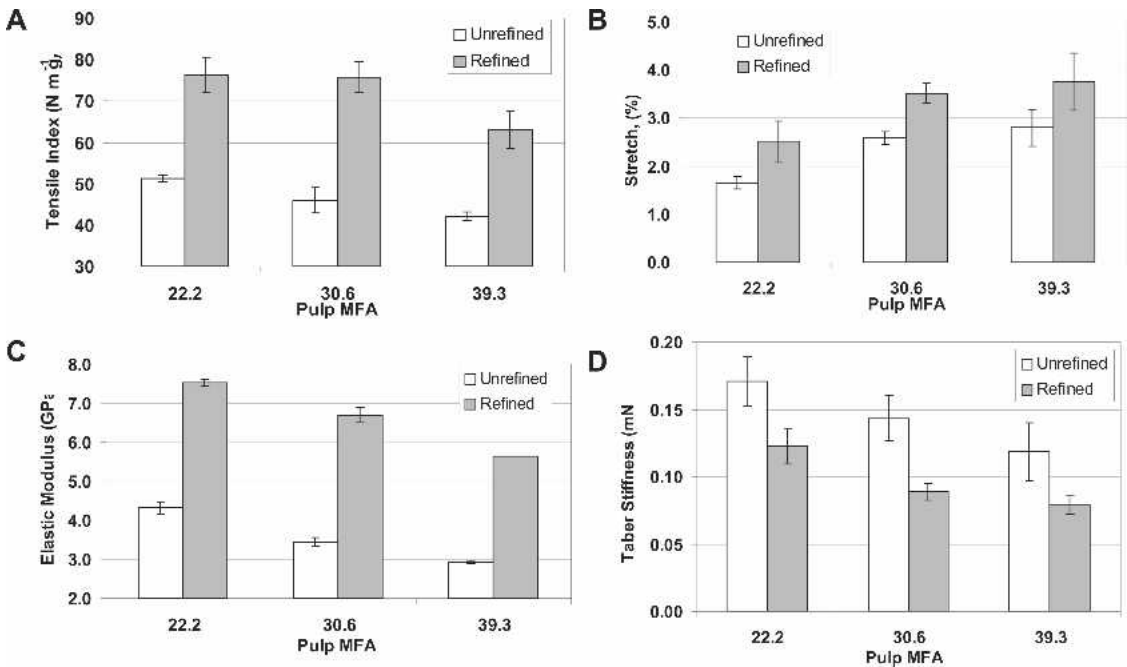 A
Tensile Index (N m g-1,
90
80
70
60
50
40
30
Unrefined
Refined
22.2 30.6 39.3
Pulp MFA
B
Stretch, (%)
5.0
4.0
3.0
2.0
1.0
0.0
Unrefined
Refined
22.2 30.6 39.3
Pulp MFA
C
Elastic Modulus (GPa
8.0
7.0
6.0
5.0
4.0
3.0
2.0
Unrefined
Refined
22.2 30.6 39.3
Pulp MFA
D
Taber Stiffness (mN
0.20
0.15
0.10
0.05
0.00
Unrefined
Refined
22.2 30.6 39.3
Pulp MFA